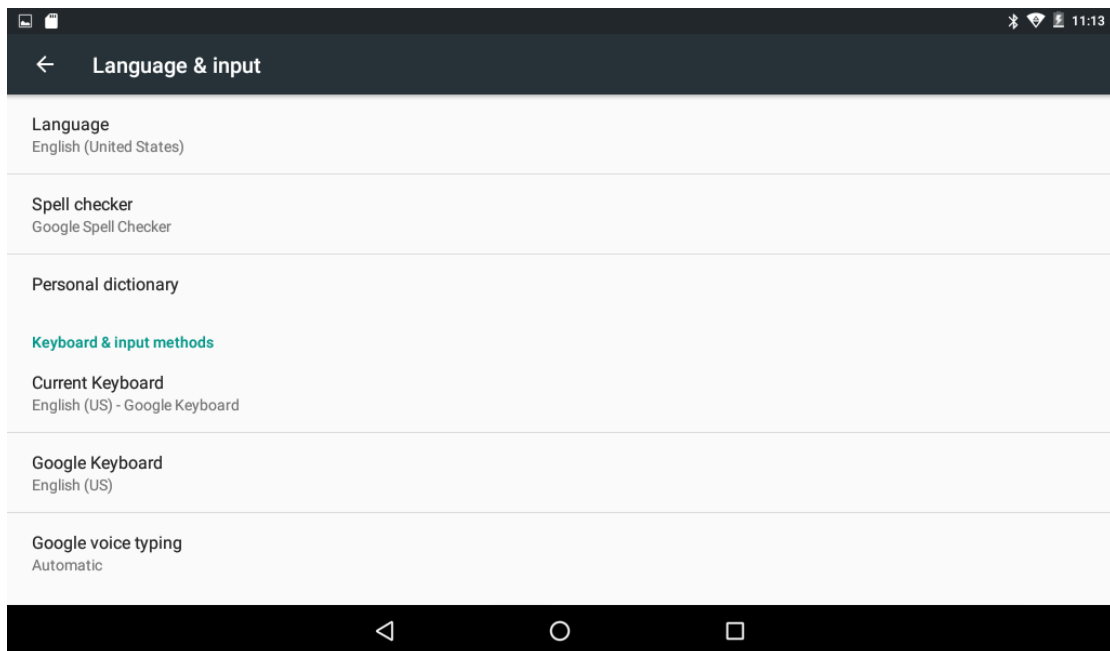 11:13
Language & input
Language
English (United States)
Spell checker
Google Spell Checker
Personal dictionary
Keyboard & input methods
Current Keyboard
English (US) - Google Keyboard
Google Keyboard
English (US)
Google voice typing
Automatic